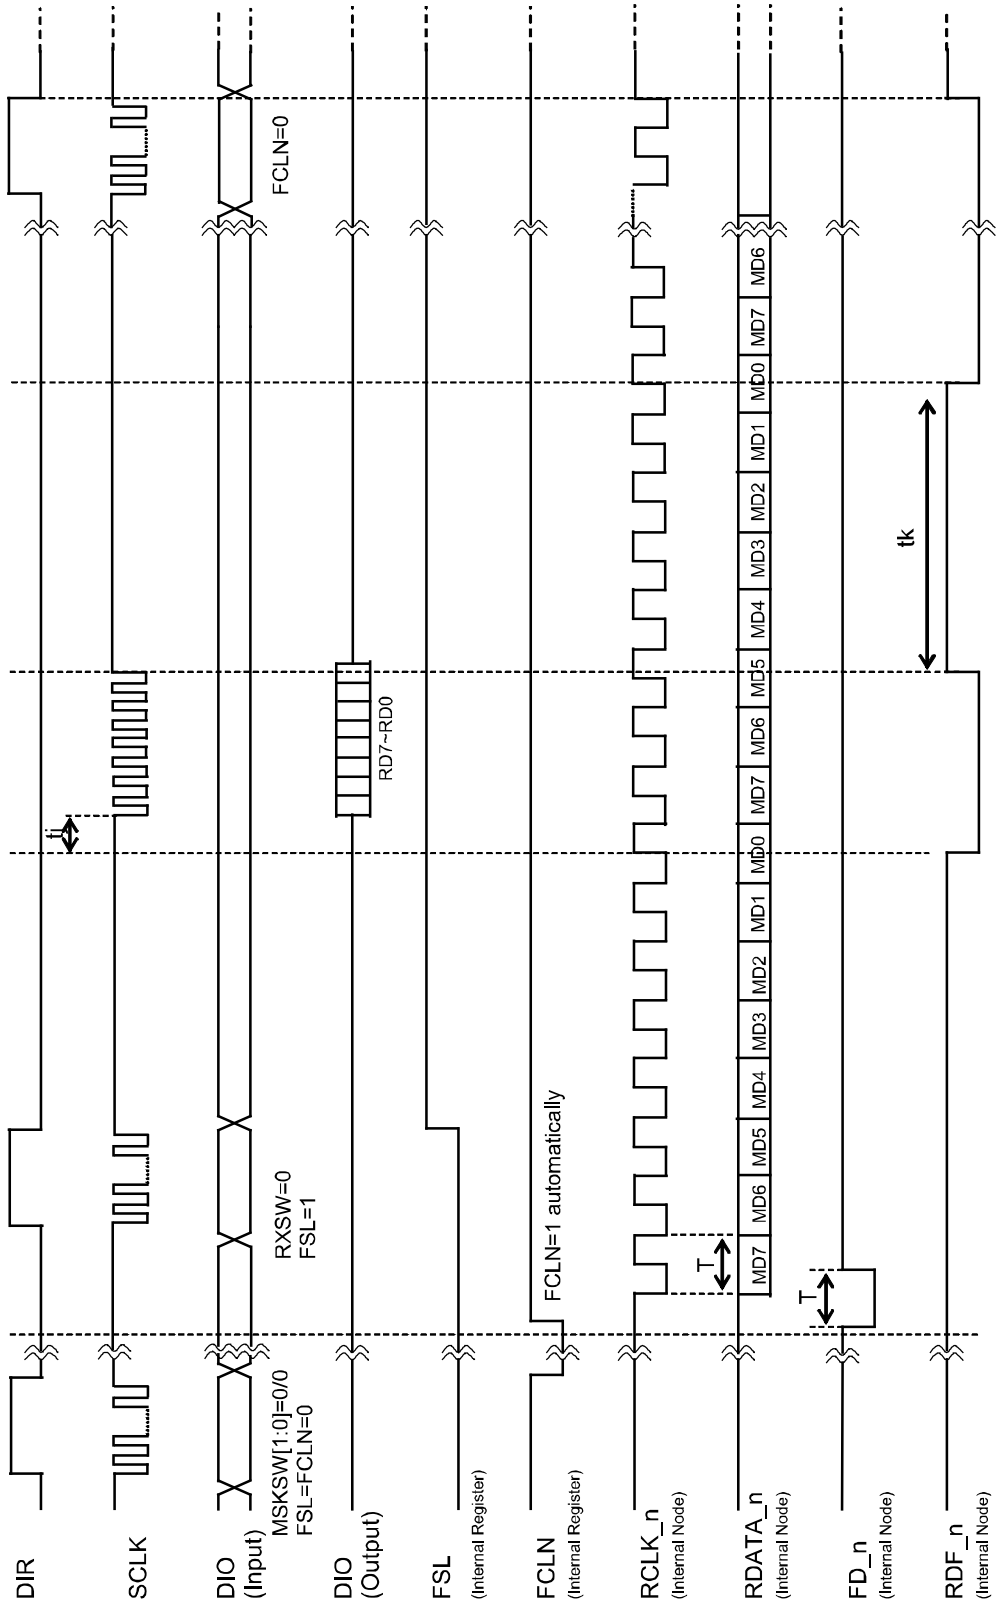 DIR
SCLK
DIO
(Input)
MSKSW[1:0]=0/0
FSL=FCLN=0
RXSW=0
FSL=1
FCLN=0
tj
DIO
(Output)
RD7~RD0
FSL
(Internal Register)
FCLN
(Internal Register)
FCLN=1 automatically
RCLK_n
(Internal Node)
T
RDATA_n
(Internal Node)
MD7 MD6 MD5 MD4 MD3 MD2 MD1 MD0 MD7 MD6 MD5 MD4 MD3 MD2 MD1 MD0 MD7 MD6
FD_n
(Internal Node)
T
tk
RDF_n
(Internal Node)